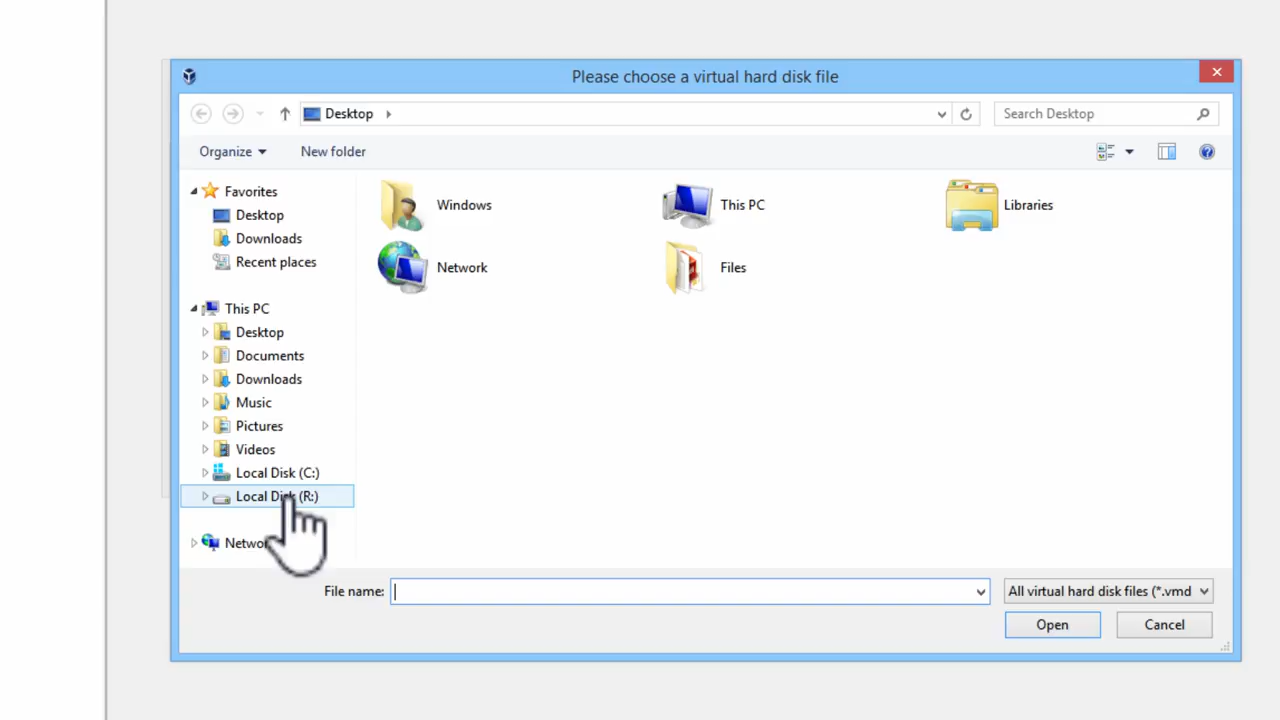 Please choose a virtual hard disk file
Desktop
Search Desktop
Organize
New folder
Favorites
Desktop
Downloads
Recent places
This PC
Desktop
Documents
Downloads
Music
Pictures
Videos
Local Disk (C:)
Local Disk (R:)
Windows
This PC
Libraries
Network
Files
File name:
All virtual hard disk files (*.vmd
Open
Cancel